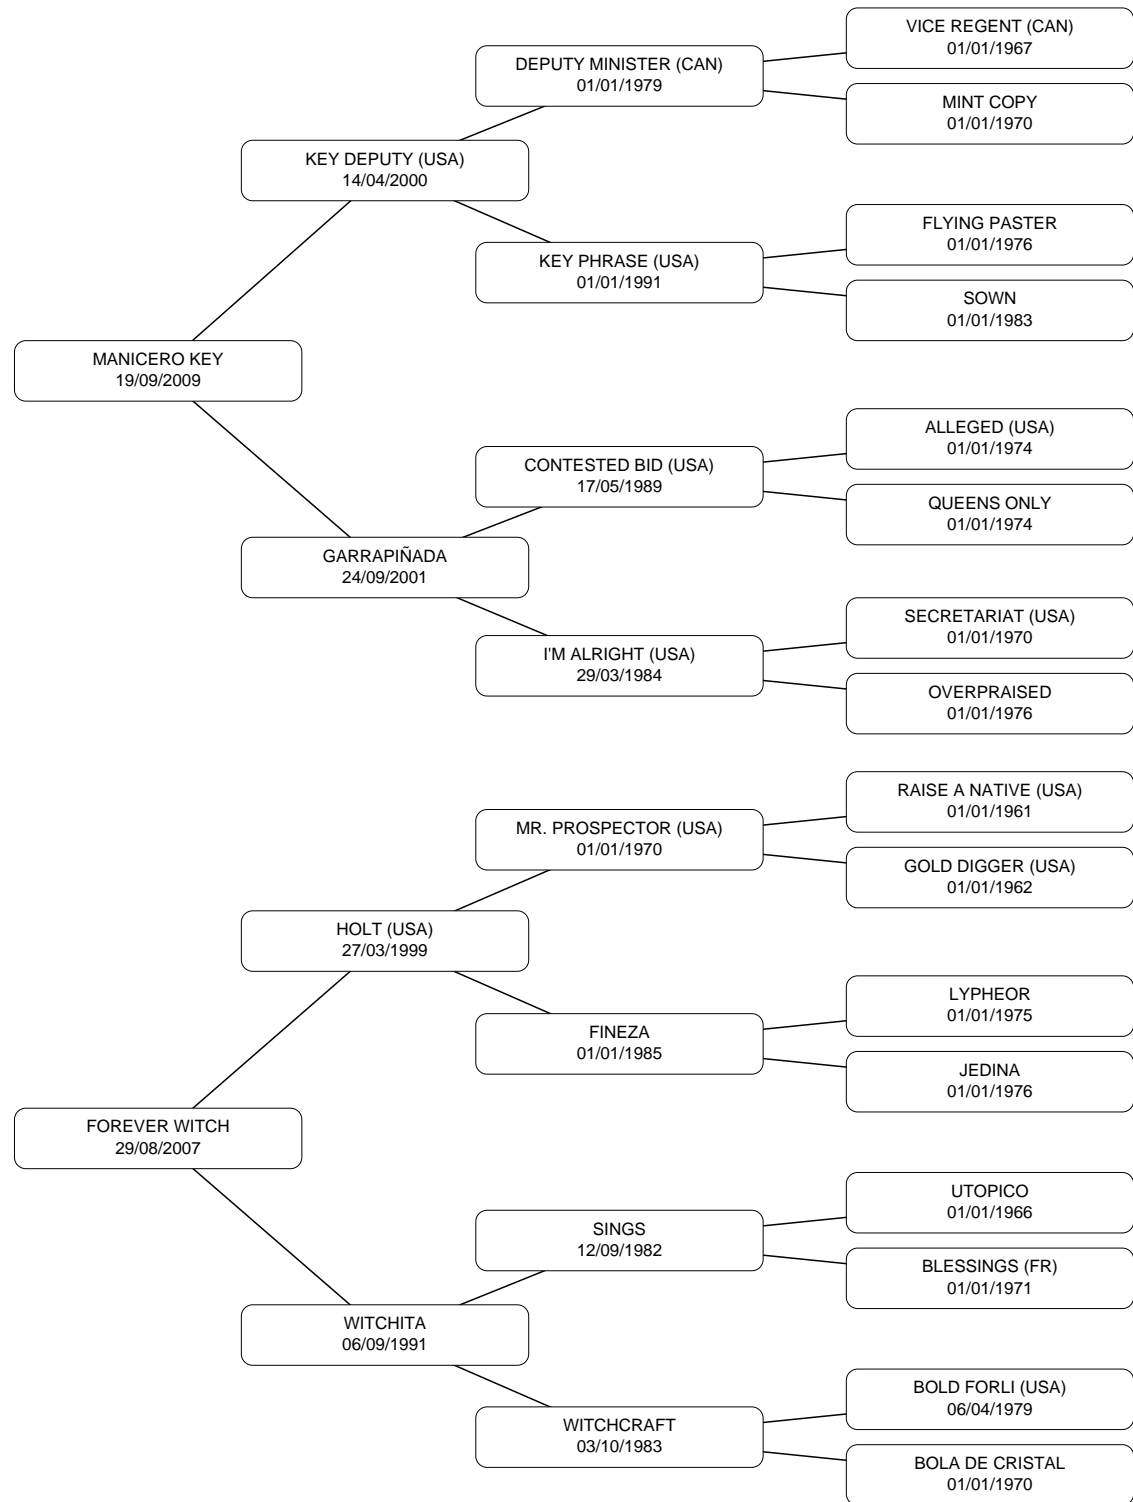 VICE REGENT (CAN)
01/01/1967
DEPUTY MINISTER (CAN)
01/01/1979
MINT COPY
01/01/1970
KEY DEPUTY (USA)
14/04/2000
FLYING PASTER
01/01/1976
KEY PHRASE (USA)
01/01/1991
SOWN
01/01/1983
MANICERO KEY
19/09/2009
ALLEGED (USA)
01/01/1974
CONTESTED BID (USA)
17/05/1989
QUEENS ONLY
01/01/1974
GARRAPIÑADA
24/09/2001
SECRETARIAT (USA)
01/01/1970
I'M ALRIGHT (USA)
29/03/1984
OVERPRAISED
01/01/1976
RAISE A NATIVE (USA)
01/01/1961
MR. PROSPECTOR (USA)
01/01/1970
GOLD DIGGER (USA)
01/01/1962
HOLT (USA)
27/03/1999
LYPHEOR
01/01/1975
FINEZA
01/01/1985
JEDINA
01/01/1976
FOREVER WITCH
29/08/2007
UTOPICO
01/01/1966
SINGS
12/09/1982
BLESSINGS (FR)
01/01/1971
WITCHITA
06/09/1991
BOLD FORLI (USA)
06/04/1979
WITCHCRAFT
03/10/1983
BOLA DE CRISTAL
01/01/1970